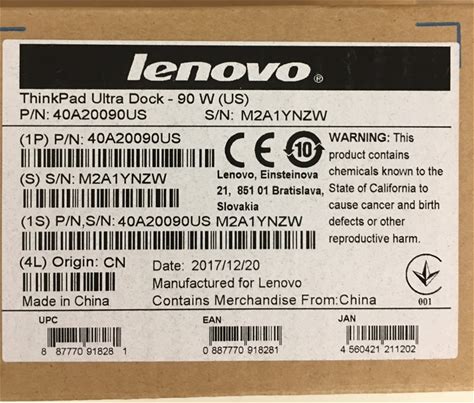 lenovo®
ThinkPad Ultra Dock - 90 W (US)
P/N: 40A20090US S/N: M2A1YNZW
(1P) P/N: 40A20090US
(S) S/N: M2A1YNZW
(1S) P/N,S/N: 40A20090US M2A1YNZW
(4L) Origin: CN
Made in China
CE 10
Lenovo, Einsteinova
21, 851 01 Bratislava,
Slovakia
WARNING: This
product contains
chemicals known to the
State of California to
cause cancer and birth
defects or other
reproductive harm.
Date: 2017/12/20
Manufactured for Lenovo
Contains Merchandise From:China
001
UPC
8 87770 91828 1
EAN
0 887770 918281
JAN
4 560421 211202